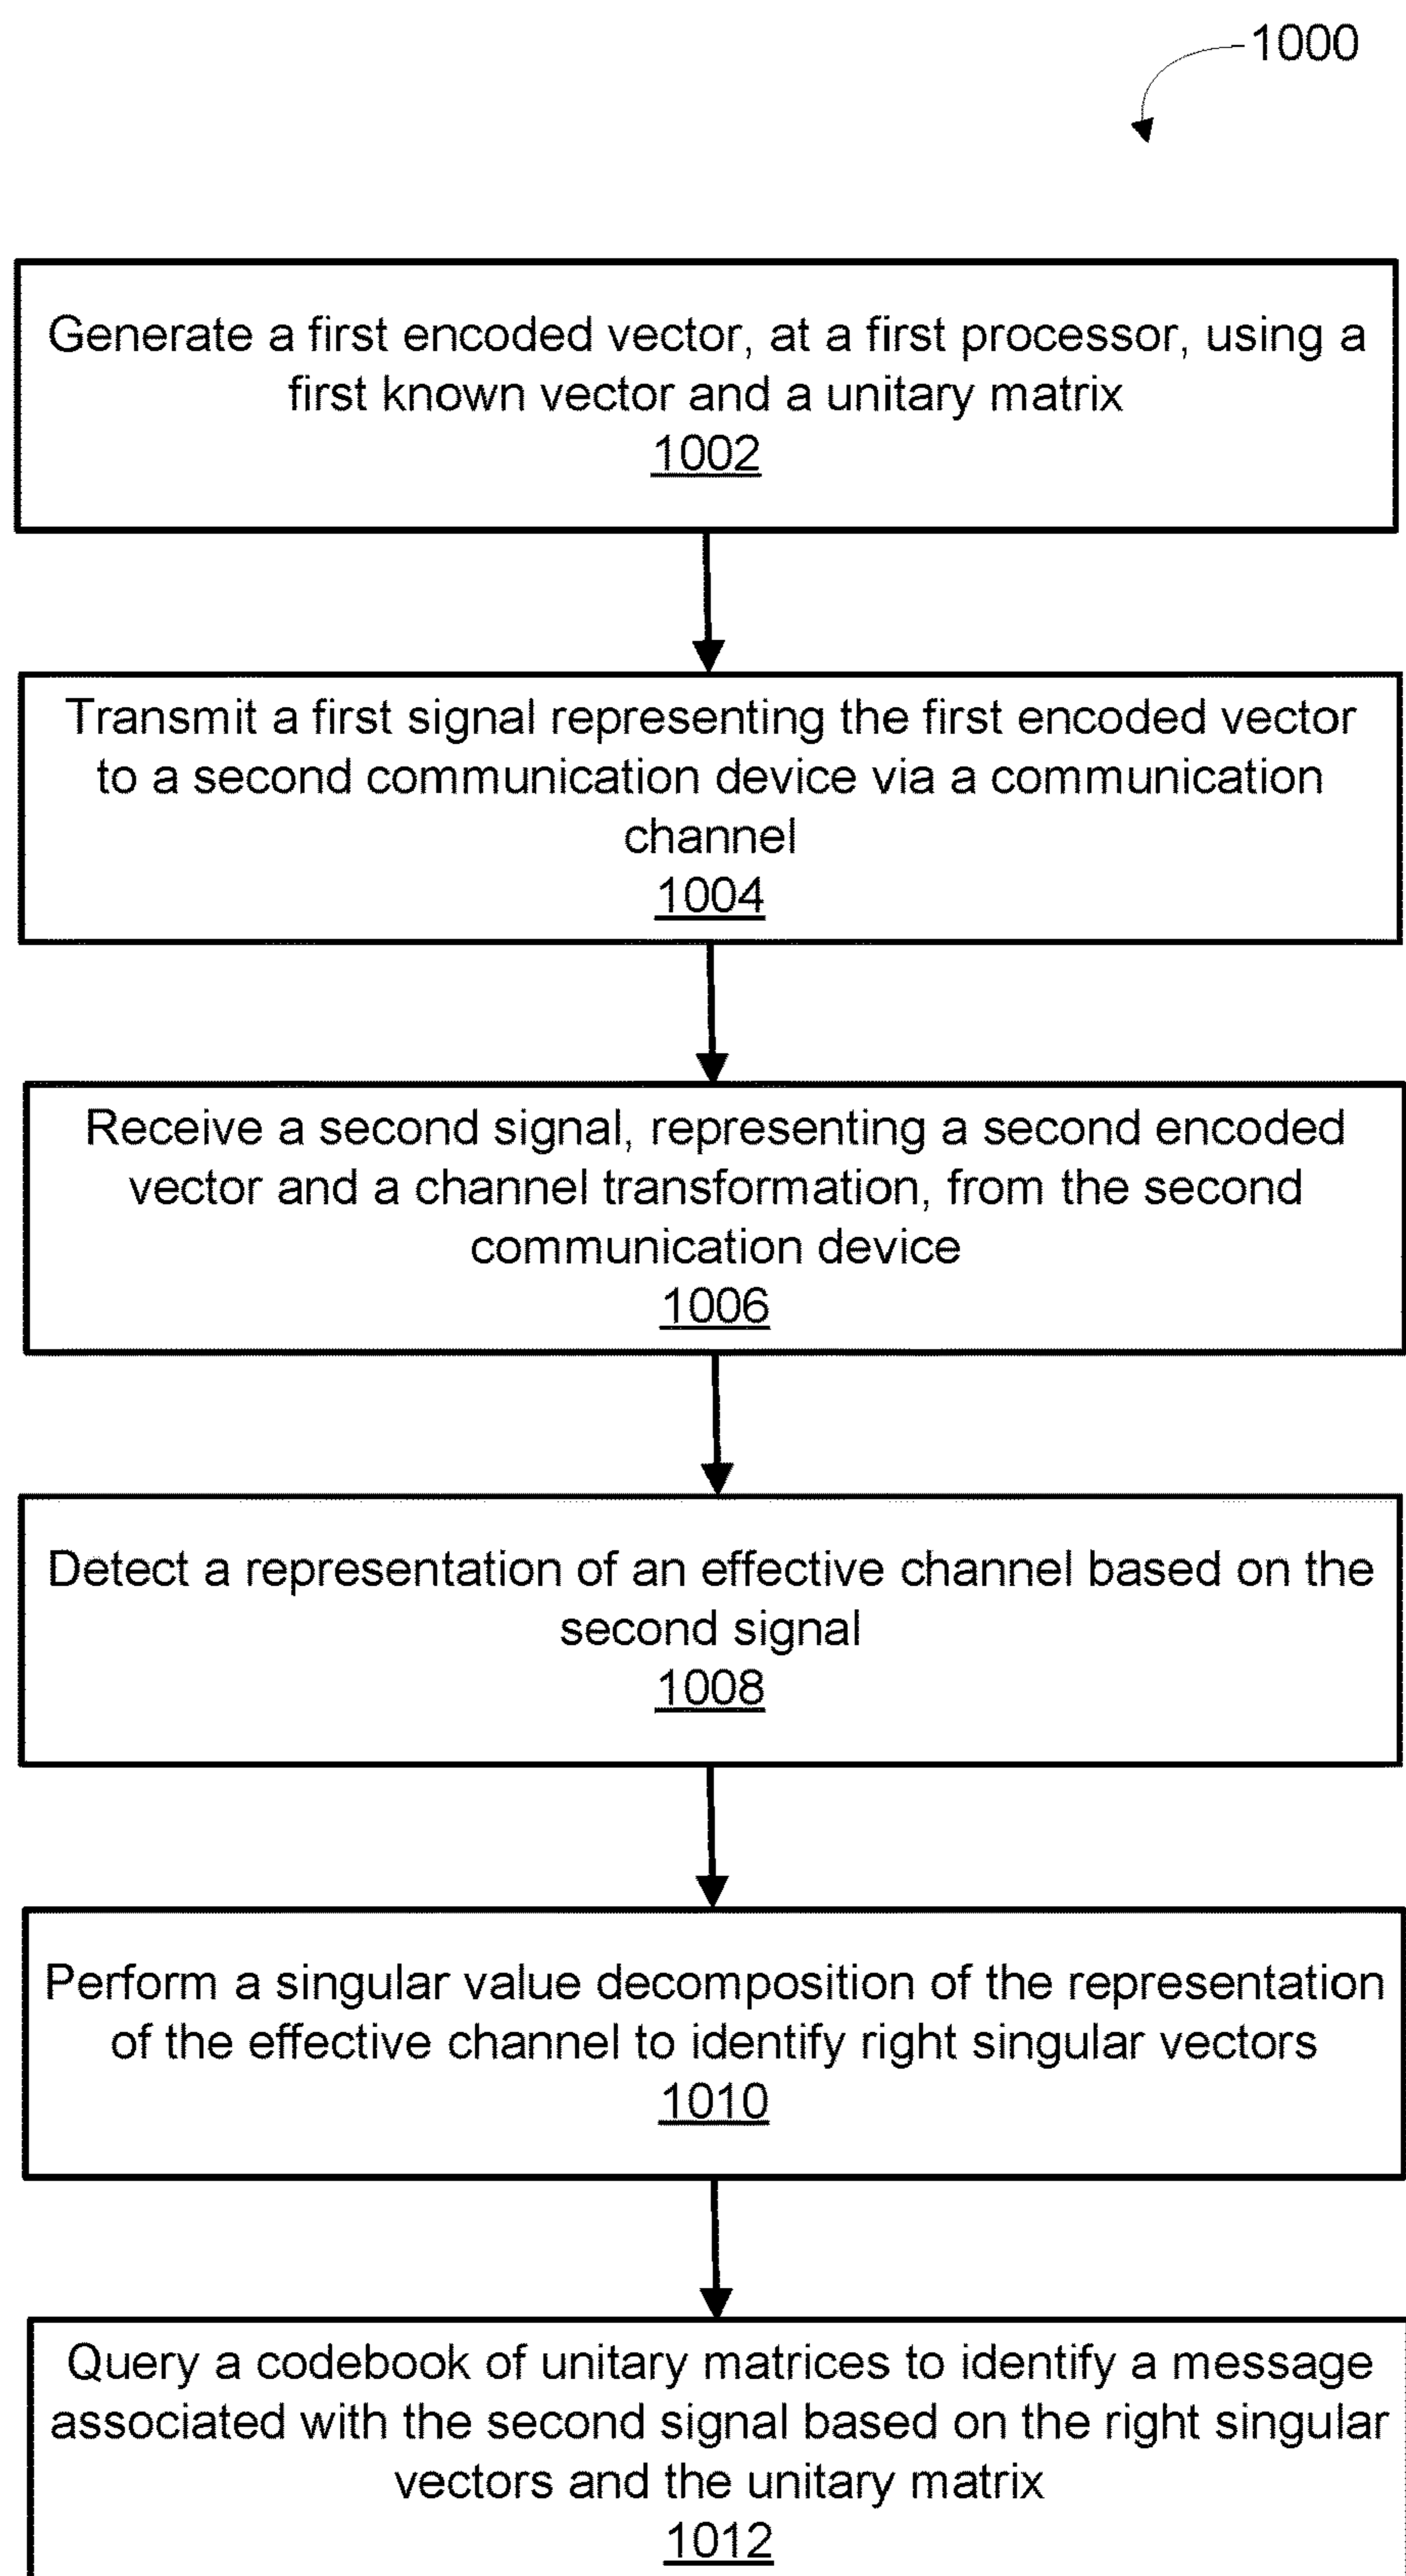 1000
Generate a first encoded vector, at a first processor, using a
first known vector and a unitary matrix
1002
Transmit a first signal representing the first encoded vector
to a second communication device via a communication
channel
1004
Receive a second signal, representing a second encoded
vector and a channel transformation, from the second
communication device
1006
Detect a representation of an effective channel based on the
second signal
1008
Perform a singular value decomposition of the representation
of the effective channel to identify right singular vectors
1010
Query a codebook of unitary matrices to identify a message
associated with the second signal based on the right singular
vectors and the unitary matrix
1012